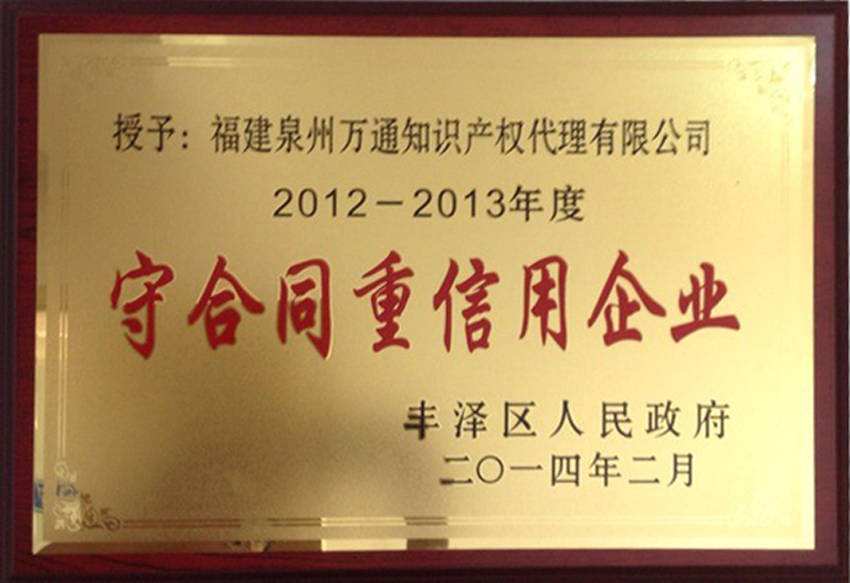 授予：福建泉州万通知识产权代理有限公司
2012－2013年度
守合同重信用企业
丰泽区人民政府
二〇一四年二月